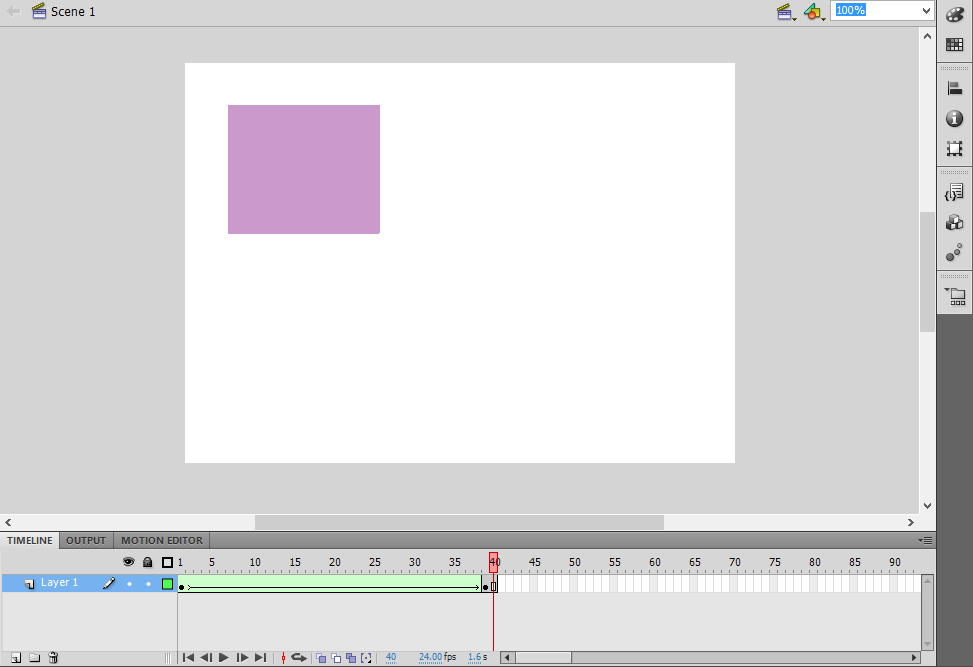 Scene 1
100%
TIMELINE OUTPUT MOTION EDITOR
1 5 10 15 20 25 30 35 40 45 50 55 60 65 70 75 80 85 90
Layer 1
40 24.00 fps 1.6 s